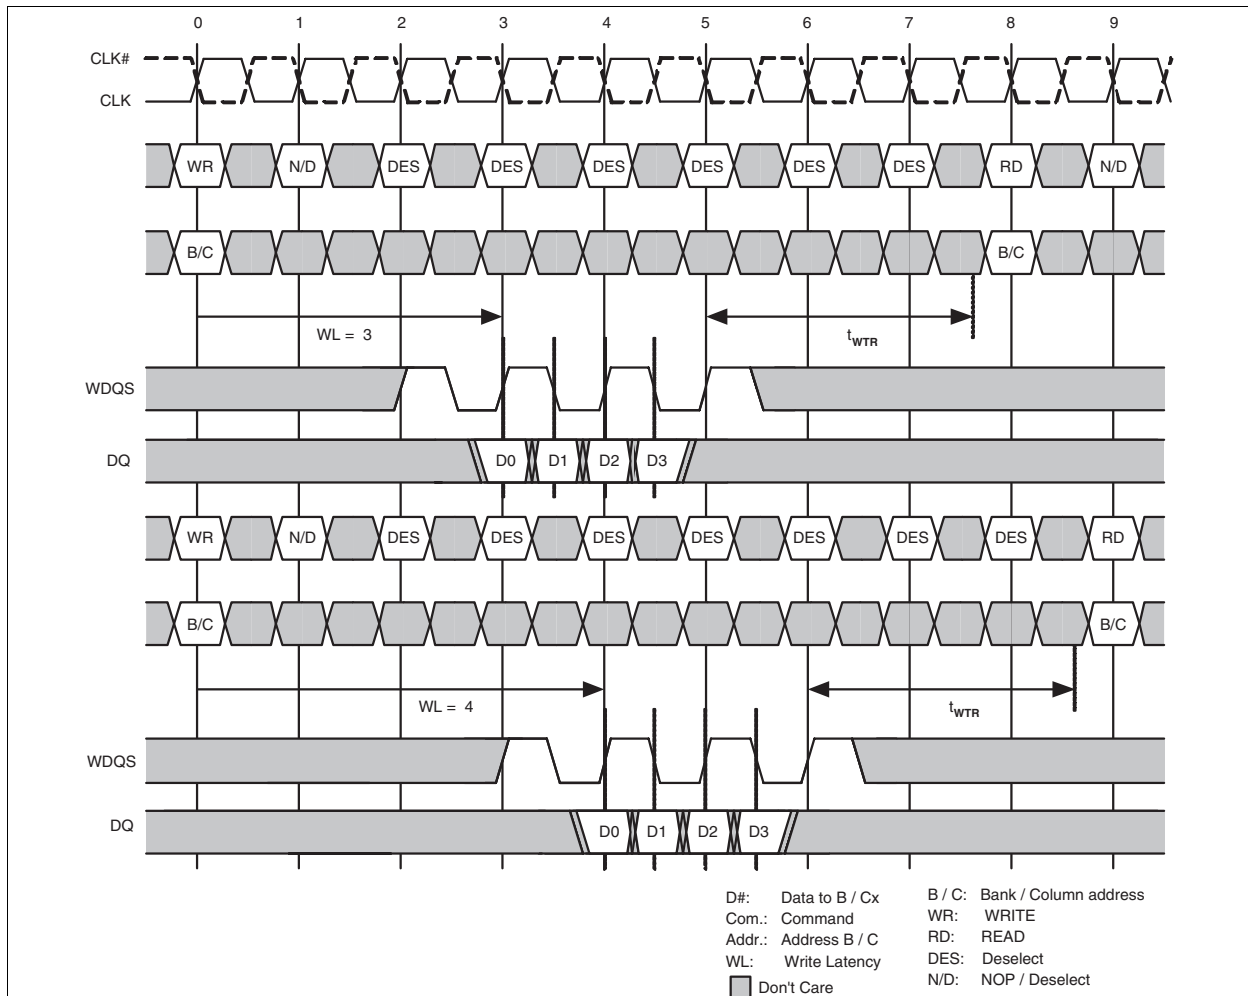 0 1 2 3 4 5 6 7 8 9
CLK#
CLK
WR N/D DES DES DES DES DES DES RD N/D
B/C B/C
WL = 3 tWTR
WDQS
DQ D0 D1 D2 D3
WR N/D DES DES DES DES DES DES DES RD
B/C B/C
WL = 4 tWTR
WDQS
DQ D0 D1 D2 D3
D#: Data to B / Cx
Com.: Command
Addr.: Address B / C
WL: Write Latency
Don't Care
B / C: Bank / Column address
WR: WRITE
RD: READ
DES: Deselect
N/D: NOP / Deselect